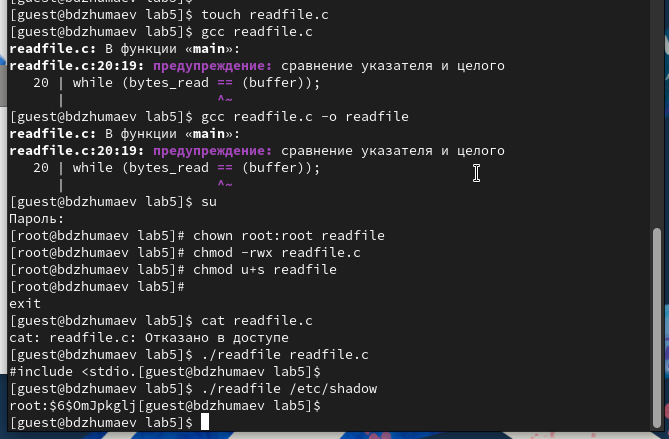 [guest@bdzhumaev lab5]$ touch readfile.c
[guest@bdzhumaev lab5]$ gcc readfile.c
readfile.c: В функции «main»:
readfile.c:20:19: предупреждение: сравнение указателя и целого
20 | while (bytes_read == (buffer));
| ^~
[guest@bdzhumaev lab5]$ gcc readfile.c -o readfile
readfile.c: В функции «main»:
readfile.c:20:19: предупреждение: сравнение указателя и целого
20 | while (bytes_read == (buffer));
| ^~
[guest@bdzhumaev lab5]$ su
Пароль:
[root@bdzhumaev lab5]# chown root:root readfile
[root@bdzhumaev lab5]# chmod -rwx readfile.c
[root@bdzhumaev lab5]# chmod u+s readfile
[root@bdzhumaev lab5]#
exit
[guest@bdzhumaev lab5]$ cat readfile.c
cat: readfile.c: Отказано в доступе
[guest@bdzhumaev lab5]$ ./readfile readfile.c
#include <stdio.[guest@bdzhumaev lab5]$
[guest@bdzhumaev lab5]$ ./readfile /etc/shadow
root:$6$OmJpkglj[guest@bdzhumaev lab5]$
[guest@bdzhumaev lab5]$